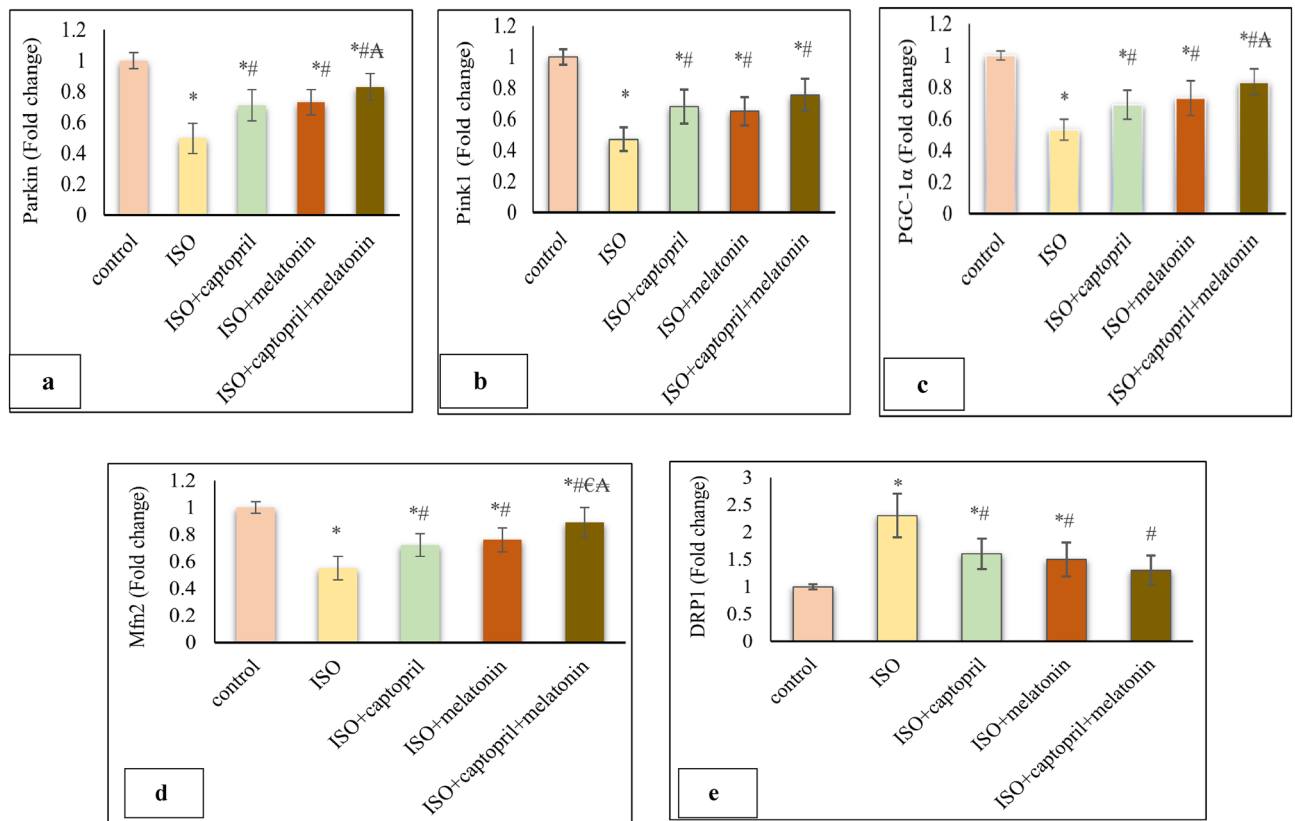 Parkin (Fold change)
1.2
1
0.8
0.6
0.4
0.2
0
*
*#
*#
*#₳
control
ISO
ISO+captopril
ISO+melatonin
ISO+captopril+melatonin
a
Pink1 (Fold change)
1.2
1
0.8
0.6
0.4
0.2
0
*
*#
*#
*#
control
ISO
ISO+captopril
ISO+melatonin
ISO+captopril+melatonin
b
PGC-1α (Fold change)
1.2
1
0.8
0.6
0.4
0.2
0
*
*#
*#
*#₳
control
ISO
ISO+captopril
ISO+melatonin
ISO+captopril+melatonin
c
Mfn2 (Fold change)
1.2
1
0.8
0.6
0.4
0.2
0
*
*#
*#
*#€₳
control
ISO
ISO+captopril
ISO+melatonin
ISO+captopril+melatonin
d
DRP1 (Fold change)
3
2.5
2
1.5
1
0.5
0
*
*#
*#
#
control
ISO
ISO+captopril
ISO+melatonin
ISO+captopril+melatonin
e